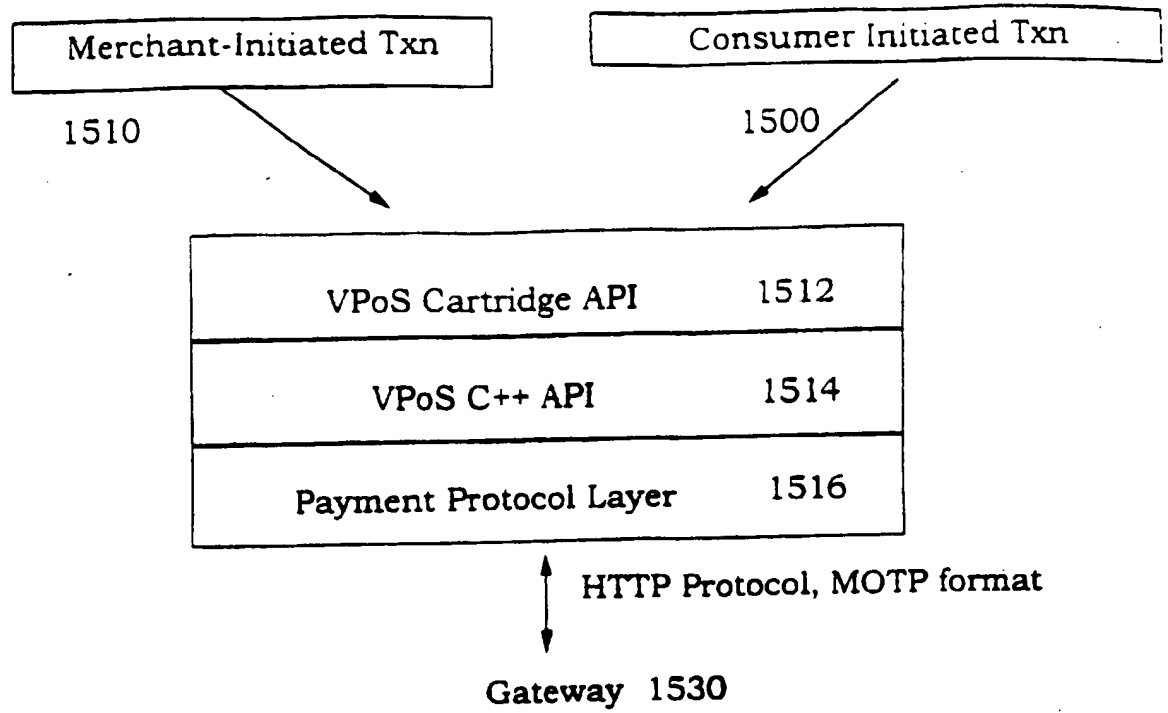 Merchant-Initiated Txn
Consumer Initiated Txn
1510
1500
VPoS Cartridge API 1512
VPoS C++ API 1514
Payment Protocol Layer 1516
HTTP Protocol, MOTP format
Gateway 1530